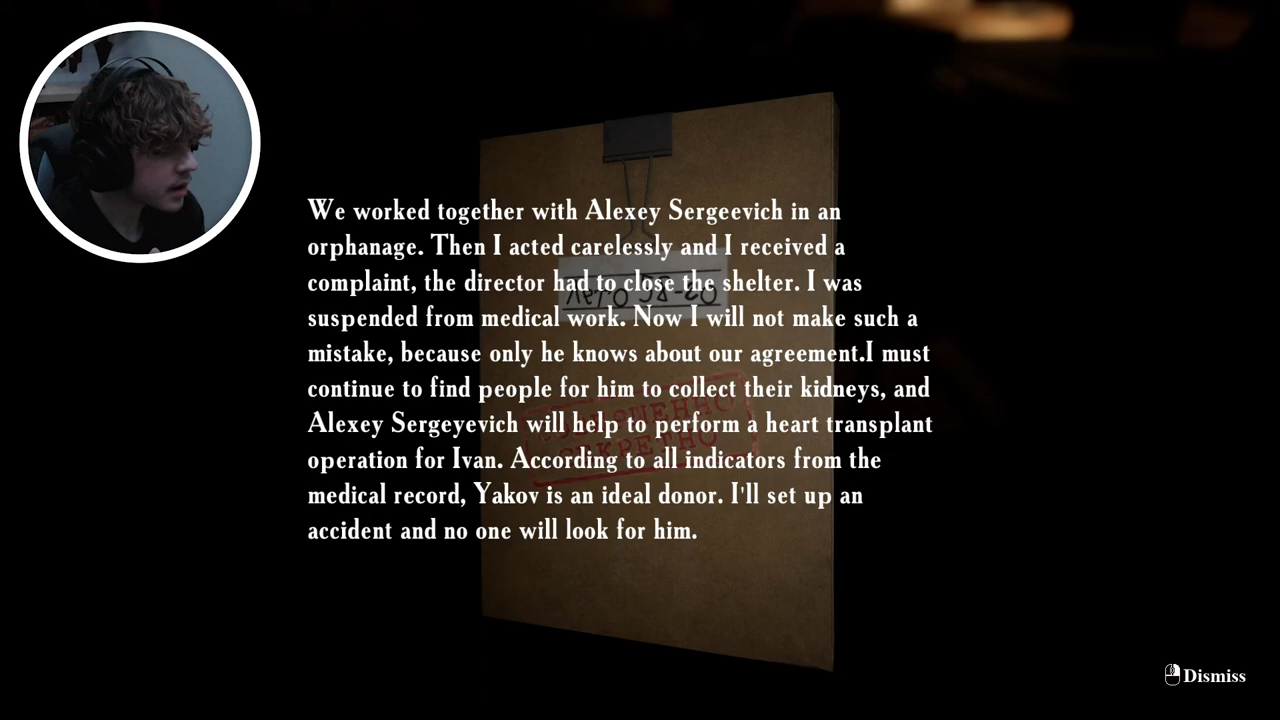 We worked together with Alexey Sergeevich in an
orphanage. Then I acted carelessly and I received a
complaint, the director had to close the shelter. I was
suspended from medical work. Now I will not make such a
mistake, because only he knows about our agreement.I must
continue to find people for him to collect their kidneys, and
Alexey Sergeyevich will help to perform a heart transplant
operation for Ivan. According to all indicators from the
medical record, Yakov is an ideal donor. I'll set up an
accident and no one will look for him.
Dismiss